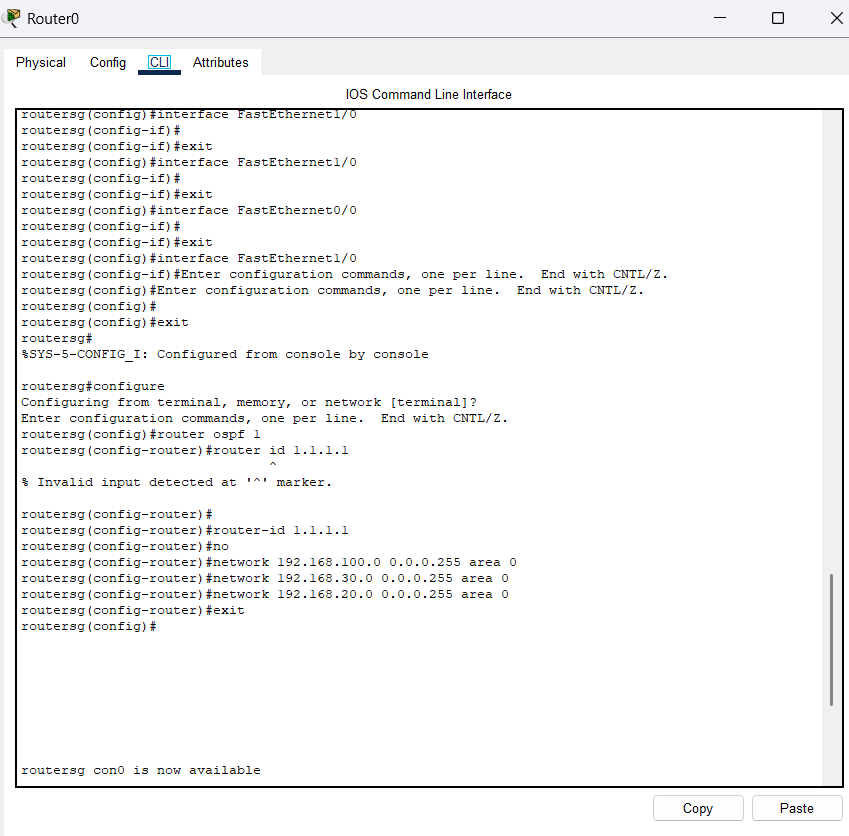 Router0
Physical Config CLI Attributes
IOS Command Line Interface
routersg(config)#interface FastEthernet1/0
routersg(config-if)#
routersg(config-if)#exit
routersg(config)#interface FastEthernet1/0
routersg(config-if)#
routersg(config-if)#exit
routersg(config)#interface FastEthernet0/0
routersg(config-if)#
routersg(config-if)#exit
routersg(config)#interface FastEthernet1/0
routersg(config-if)#Enter configuration commands, one per line.  End with CNTL/Z.
routersg(config)#Enter configuration commands, one per line.  End with CNTL/Z.
routersg(config)#
routersg(config)#exit
routersg#
%SYS-5-CONFIG_I: Configured from console by console
routersg#configure
Configuring from terminal, memory, or network [terminal]?
Enter configuration commands, one per line.  End with CNTL/Z.
routersg(config)#router ospf 1
routersg(config-router)#router id 1.1.1.1
^
% Invalid input detected at '^' marker.
routersg(config-router)#
routersg(config-router)#router-id 1.1.1.1
routersg(config-router)#no
routersg(config-router)#network 192.168.100.0 0.0.0.255 area 0
routersg(config-router)#network 192.168.30.0 0.0.0.255 area 0
routersg(config-router)#network 192.168.20.0 0.0.0.255 area 0
routersg(config-router)#exit
routersg(config)#
routersg con0 is now available
Copy Paste